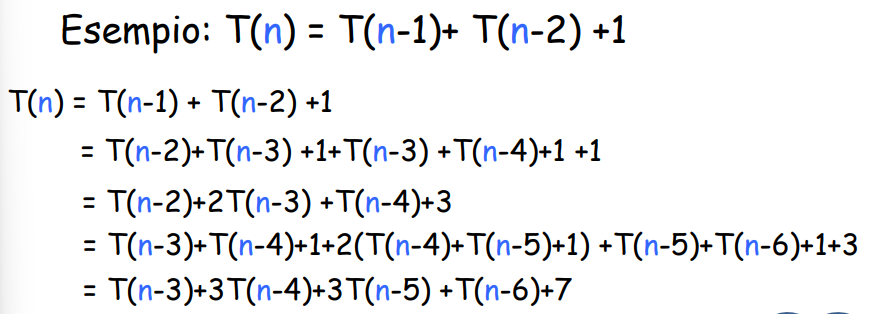 Esempio: T(n) = T(n-1)+ T(n-2) +1
T(n) = T(n-1) + T(n-2) +1
= T(n-2)+T(n-3) +1+T(n-3) +T(n-4)+1 +1
= T(n-2)+2T(n-3) +T(n-4)+3
= T(n-3)+T(n-4)+1+2(T(n-4)+T(n-5)+1) +T(n-5)+T(n-6)+1+3
= T(n-3)+3T(n-4)+3T(n-5) +T(n-6)+7